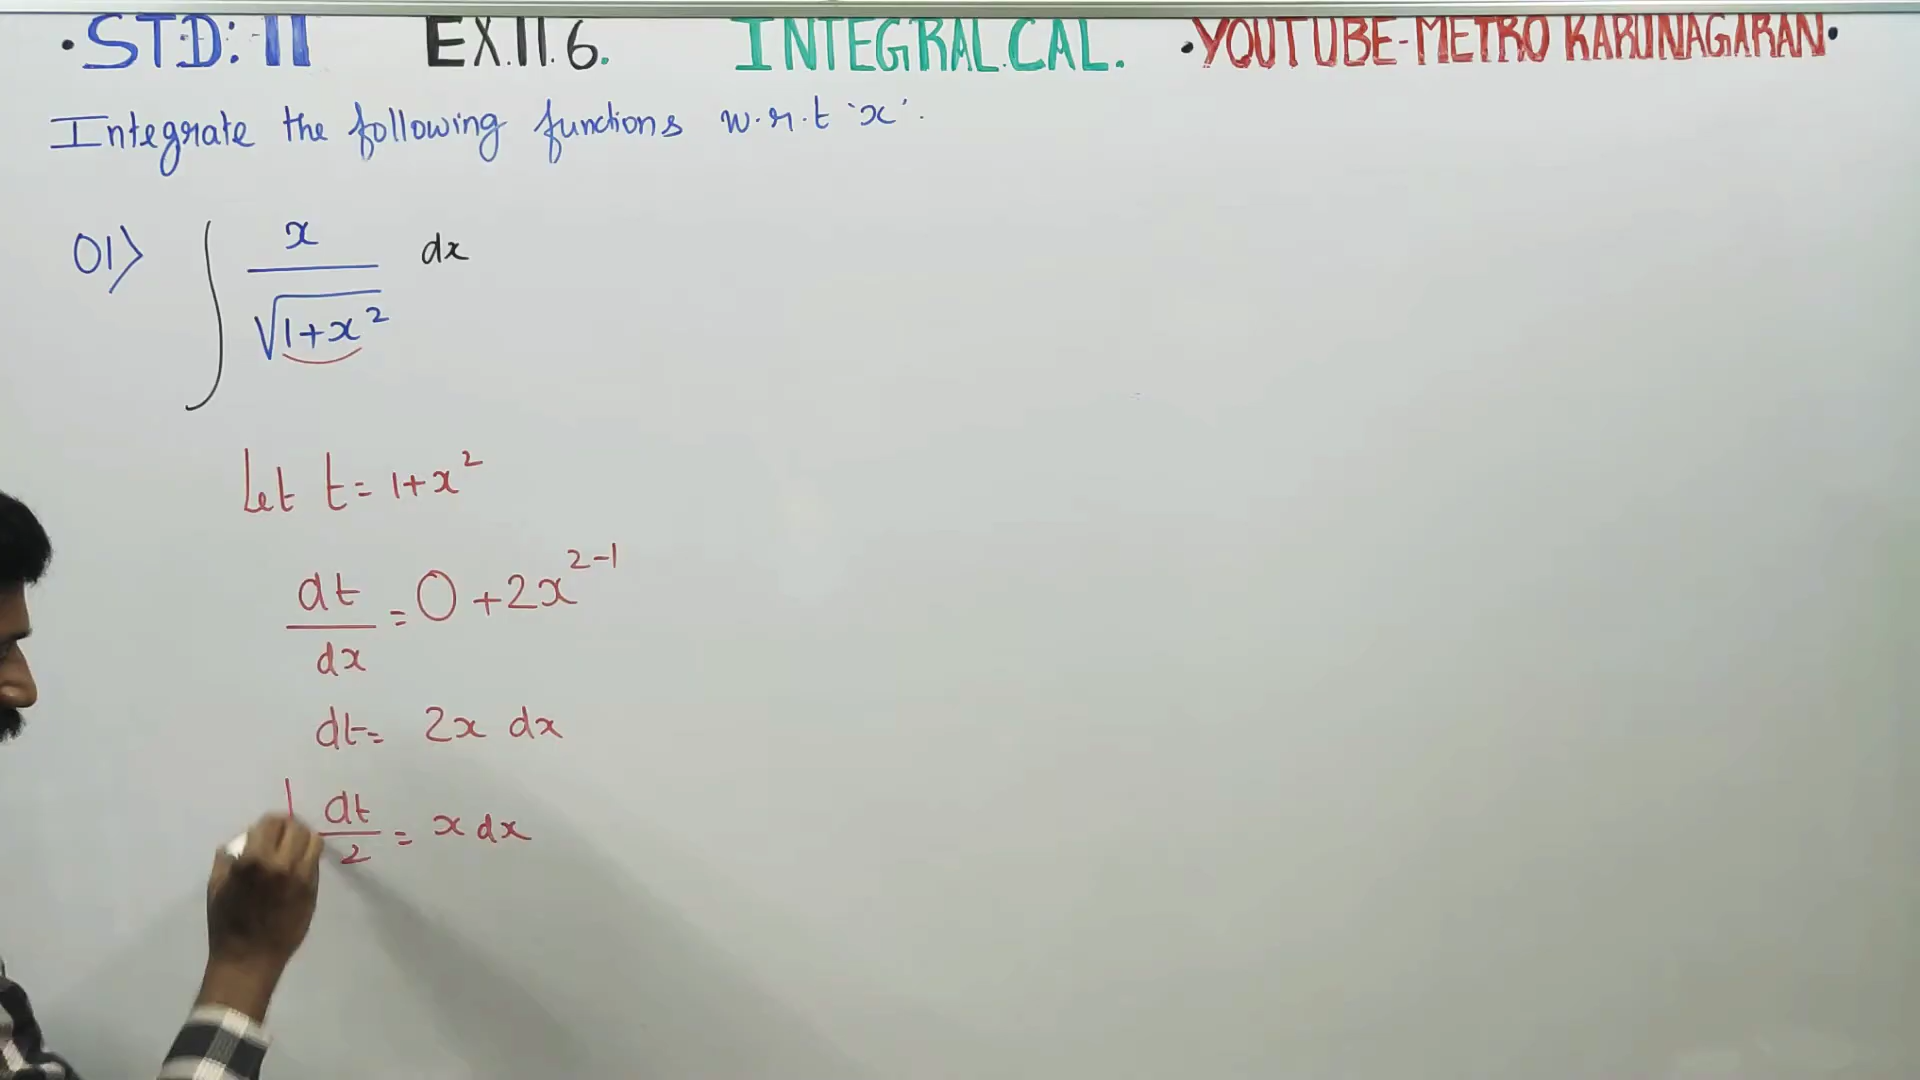 •STD: 11 EX.11.6. INTEGRAL.CAL. •YOUTUBE-METRO KARUNAGARAN•
Integrate the following functions w.r.t 'x'.
01) ∫ x / √(1+x²) dx
Let t = 1+x²
dt/dx = 0 + 2x^(2-1)
dt = 2x dx
dt/2 = x dx